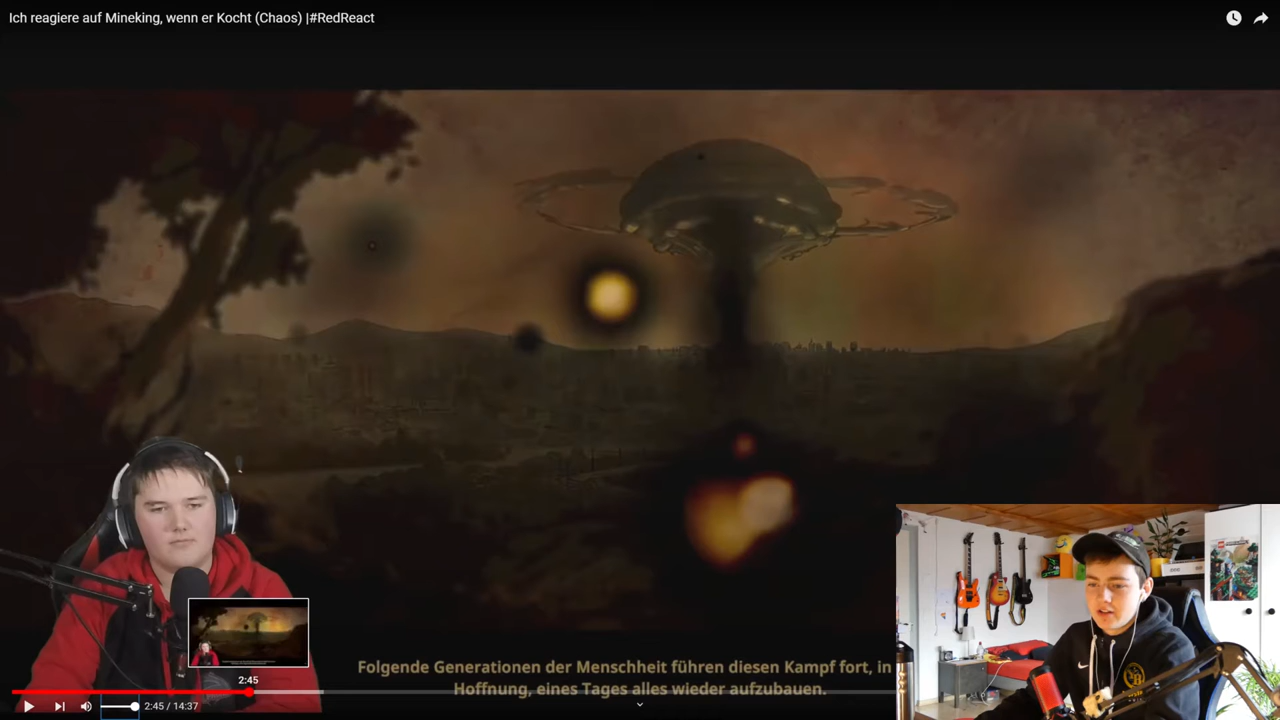 Ich reagiere auf Mineking, wenn er Kocht (Chaos) |#RedReact
Folgende Generationen der Menschheit führen diesen Kampf fort, in
Hoffnung, eines Tages alles wieder aufzubauen.
2:45
2:45 / 14:37